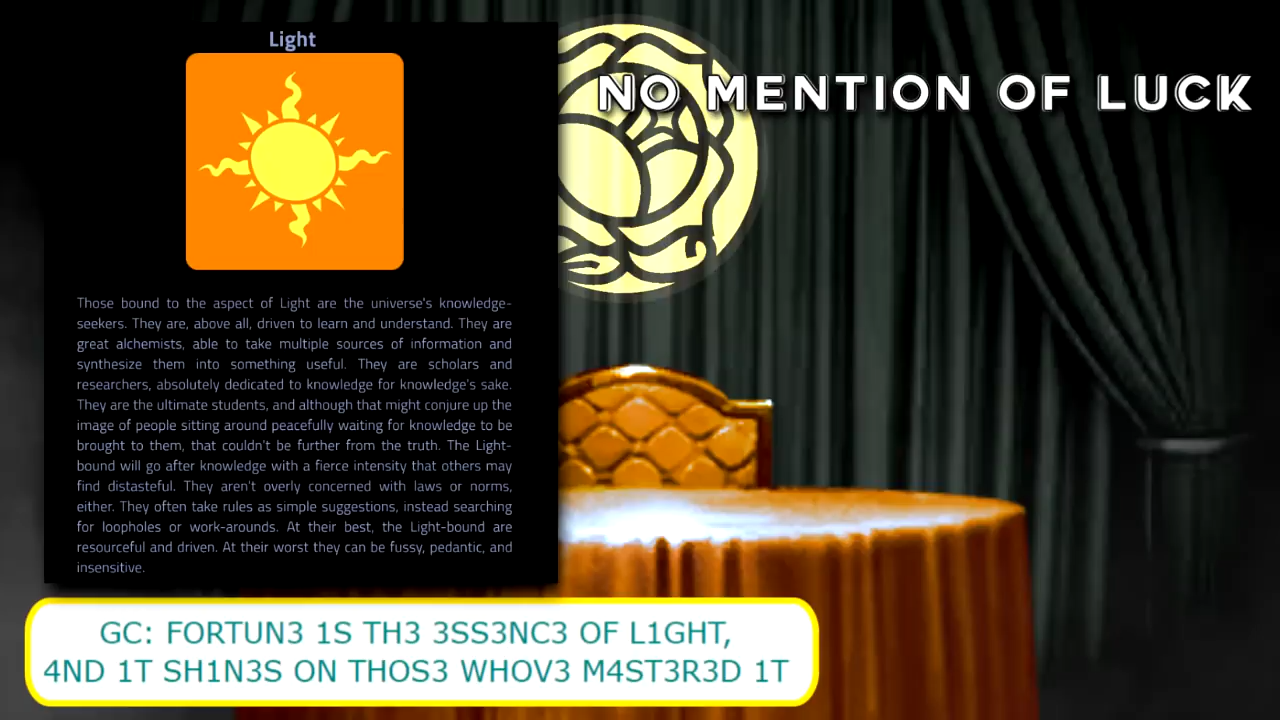 Light
NO MENTION OF LUCK
Those bound to the aspect of Light are the universe's knowledge-
seekers. They are, above all, driven to learn and understand. They are
great alchemists, able to take multiple sources of information and
synthesize them into something useful. They are scholars and
researchers, absolutely dedicated to knowledge for knowledge's sake.
They are the ultimate students, and although that might conjure up the
image of people sitting around peacefully waiting for knowledge to be
brought to them, that couldn't be further from the truth. The Light-
bound will go after knowledge with a fierce intensity that others may
find distasteful. They aren't overly concerned with laws or norms,
either. They often take rules as simple suggestions, instead searching
for loopholes or work-arounds. At their best, the Light-bound are
resourceful and driven. At their worst they can be fussy, pedantic, and
insensitive.
GC: FORTUN3 1S TH3 3SS3NC3 OF L1GHT,
4ND 1T SH1N3S ON THOS3 WHOV3 M4ST3R3D 1T